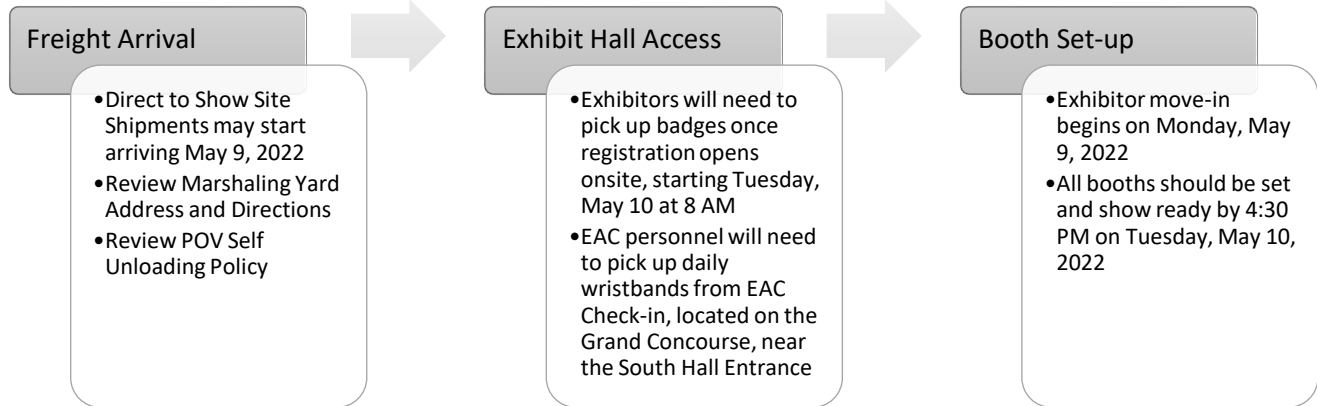 Freight Arrival
•Direct to Show Site
Shipments may start
arriving May 9, 2022
•Review Marshaling Yard
Address and Directions
•Review POV Self
Unloading Policy
Exhibit Hall Access
•Exhibitors will need to
pick up badges once
registration opens
onsite, starting Tuesday,
May 10 at 8 AM
•EAC personnel will need
to pick up daily
wristbands from EAC
Check-in, located on the
Grand Concourse, near
the South Hall Entrance
Booth Set-up
•Exhibitor move-in
begins on Monday, May
9, 2022
•All booths should be set
and show ready by 4:30
PM on Tuesday, May 10,
2022